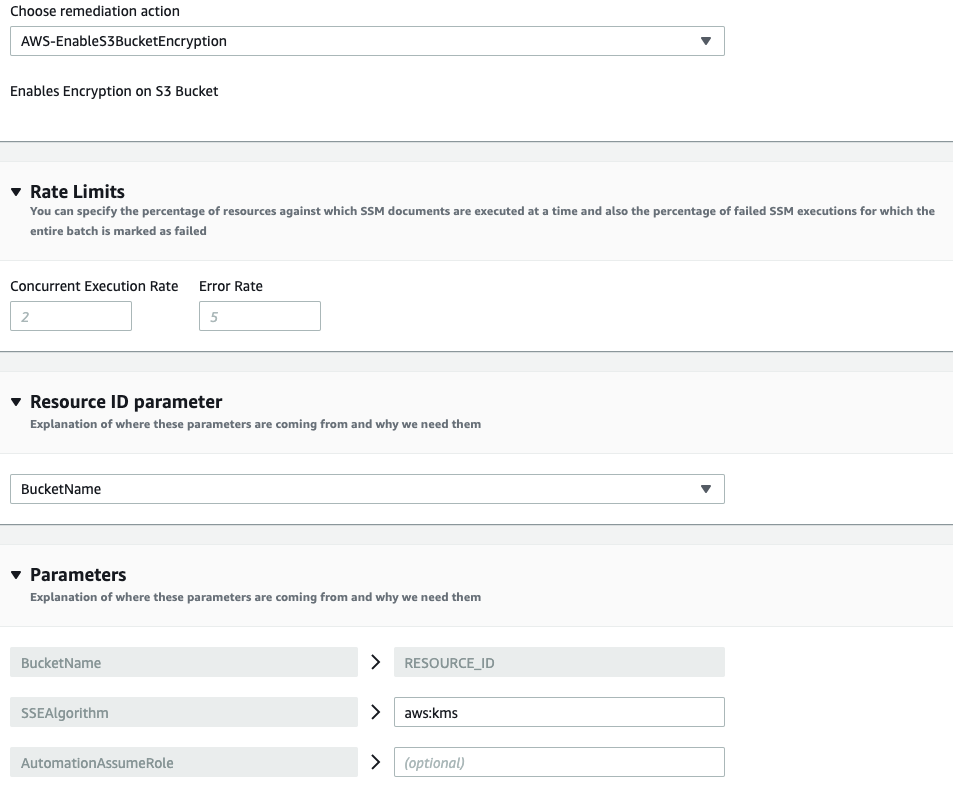 Choose remediation action
AWS-EnableS3BucketEncryption
Enables Encryption on S3 Bucket
Rate Limits
You can specify the percentage of resources against which SSM documents are executed at a time and also the percentage of failed SSM executions for which the
entire batch is marked as failed
Concurrent Execution Rate Error Rate
2 5
Resource ID parameter
Explanation of where these parameters are coming from and why we need them
BucketName
Parameters
Explanation of where these parameters are coming from and why we need them
BucketName RESOURCE_ID
SSEAlgorithm aws:kms
AutomationAssumeRole (optional)